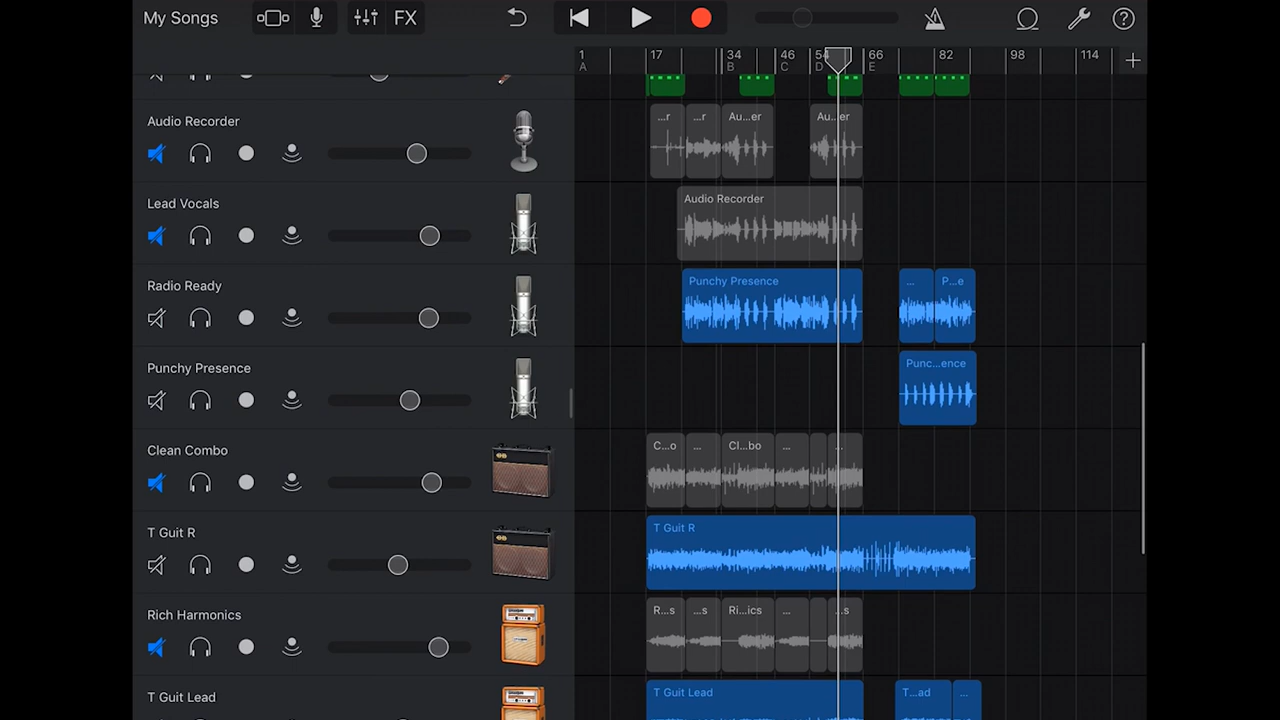 My Songs FX
1 17 34 46 54 66 82 98 114
A B C D E
Audio Recorder ...r ...r Au...er Au...er
Lead Vocals Audio Recorder
Radio Ready Punchy Presence ... P...e
Punchy Presence Punc...ence
Clean Combo C...o ... Cl...bo ... ...
T Guit R T Guit R
Rich Harmonics R...s ...s Ri...ics ... ...s
T Guit Lead T Guit Lead T...ad ...